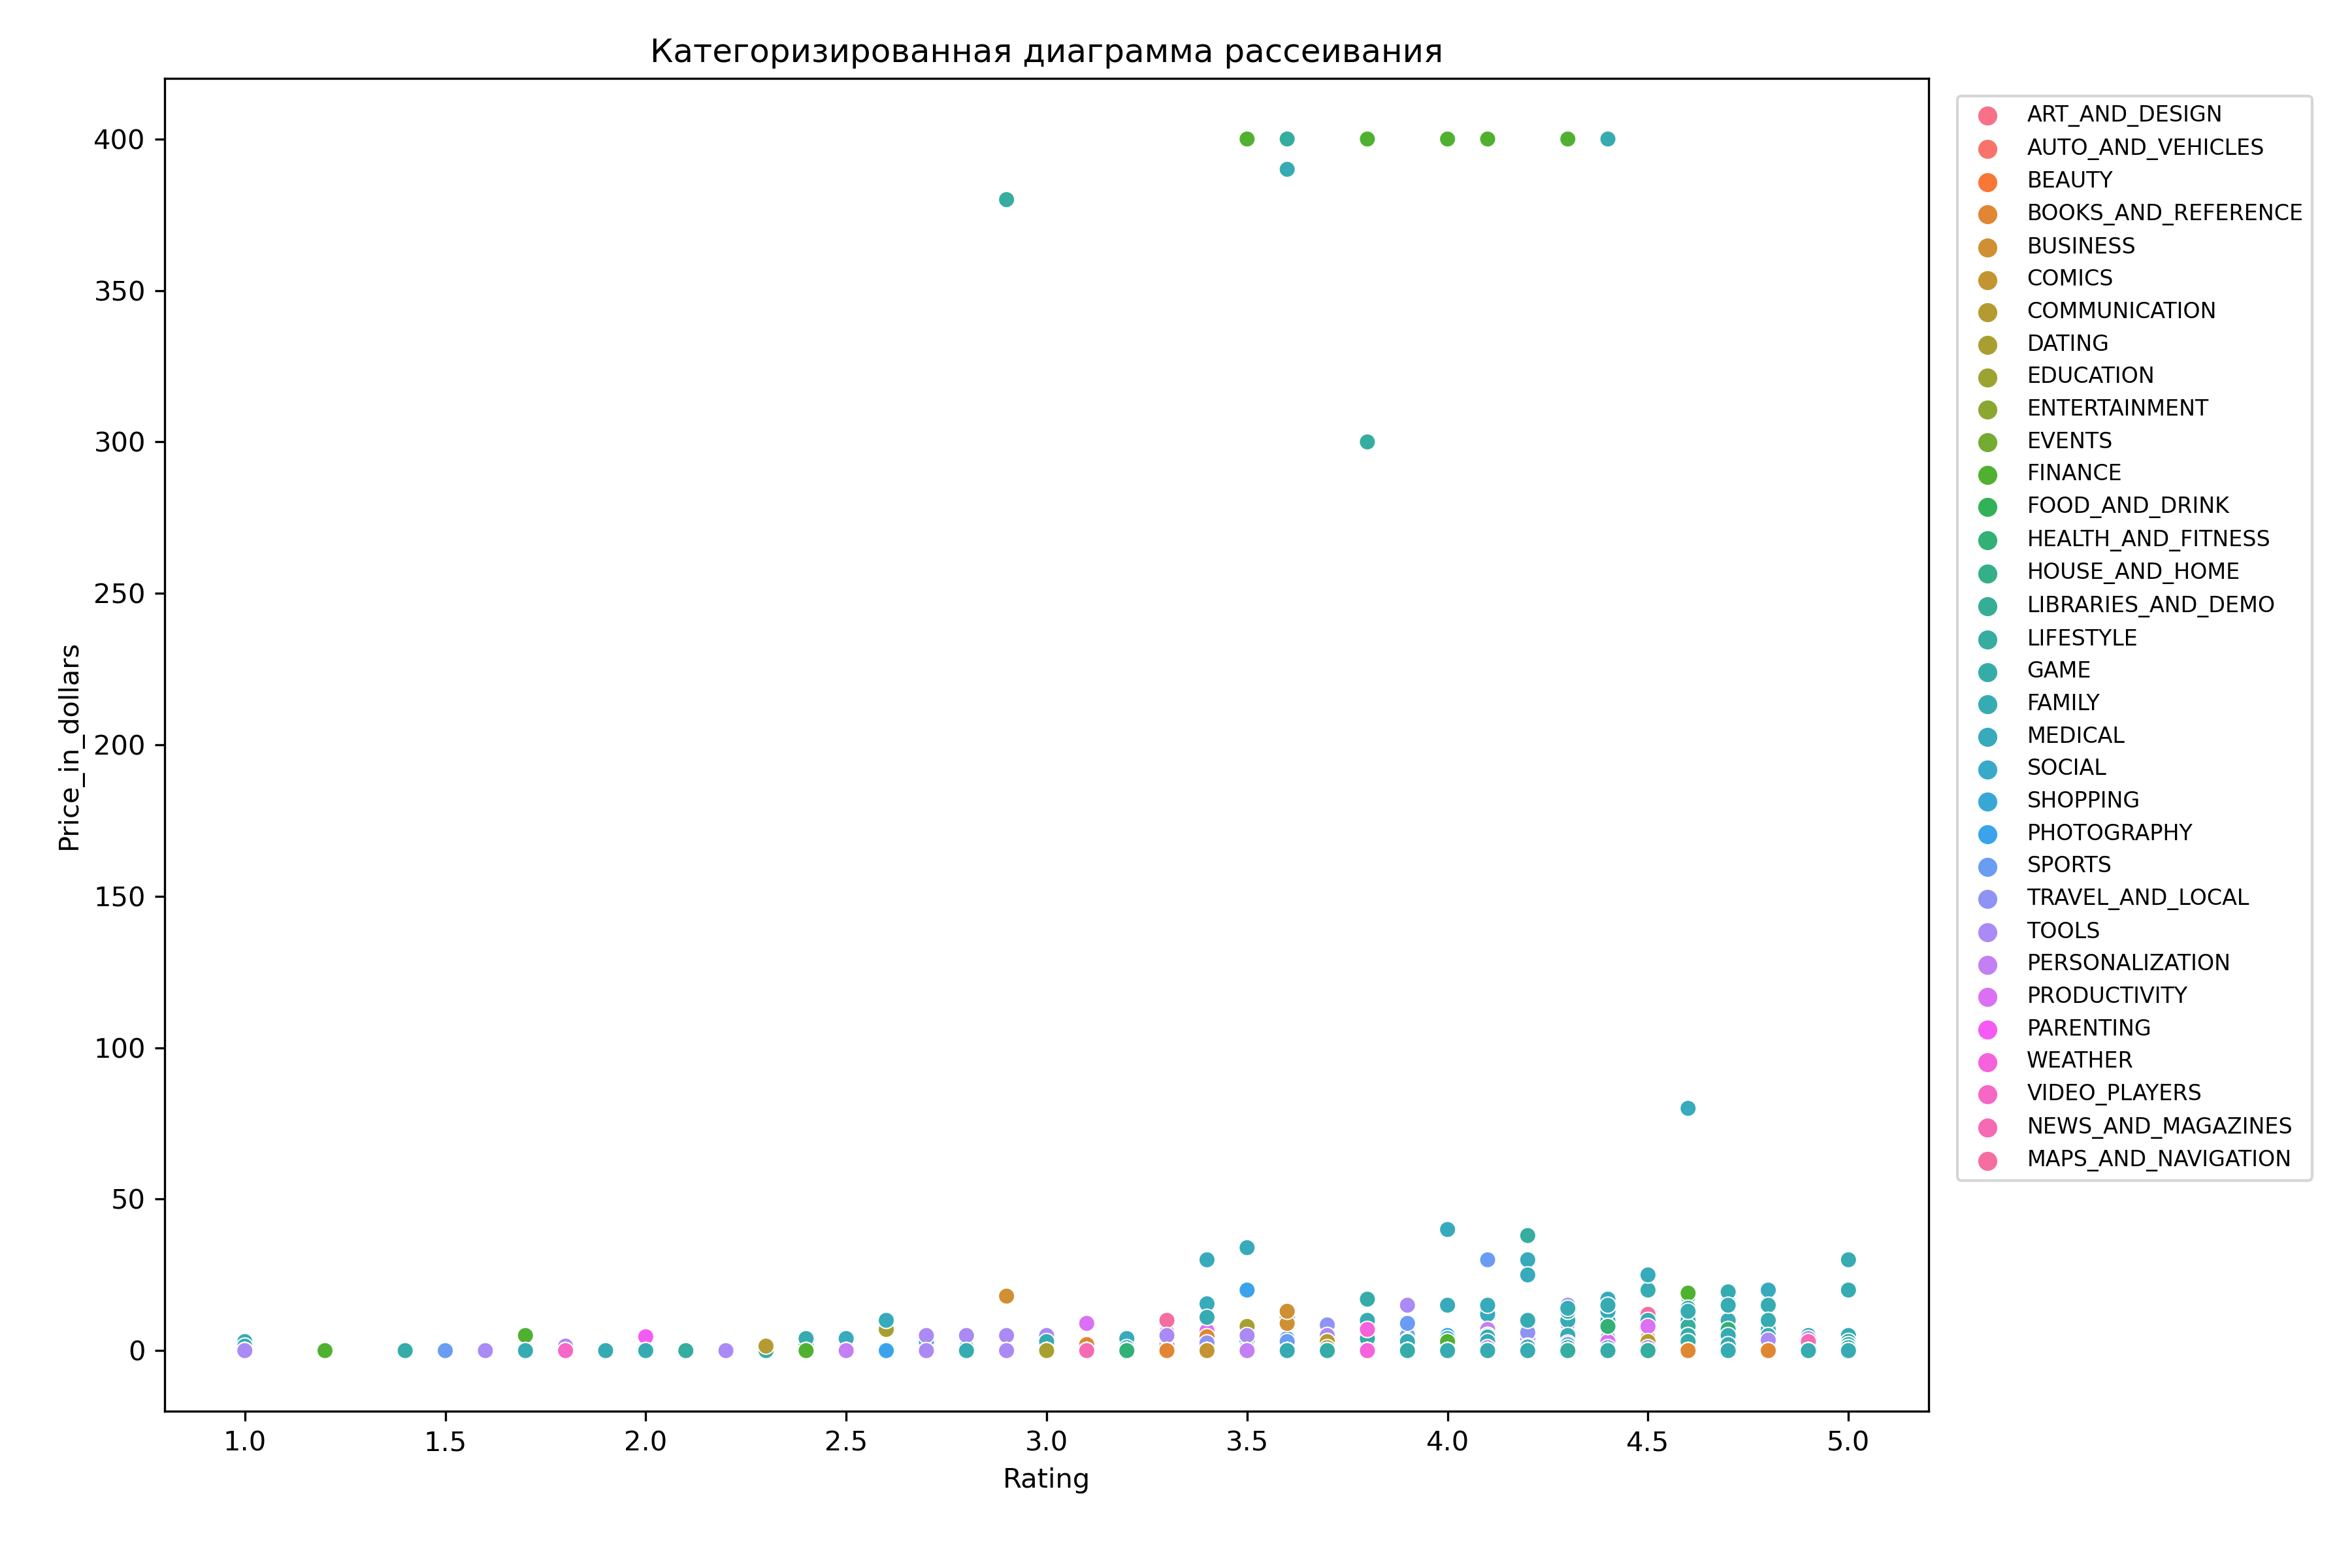 Категоризированная диаграмма рассеивания
400
350
300
250
200
150
100
50
0
Price_in_dollars
1.0 1.5 2.0 2.5 3.0 3.5 4.0 4.5 5.0
Rating
ART_AND_DESIGN
AUTO_AND_VEHICLES
BEAUTY
BOOKS_AND_REFERENCE
BUSINESS
COMICS
COMMUNICATION
DATING
EDUCATION
ENTERTAINMENT
EVENTS
FINANCE
FOOD_AND_DRINK
HEALTH_AND_FITNESS
HOUSE_AND_HOME
LIBRARIES_AND_DEMO
LIFESTYLE
GAME
FAMILY
MEDICAL
SOCIAL
SHOPPING
PHOTOGRAPHY
SPORTS
TRAVEL_AND_LOCAL
TOOLS
PERSONALIZATION
PRODUCTIVITY
PARENTING
WEATHER
VIDEO_PLAYERS
NEWS_AND_MAGAZINES
MAPS_AND_NAVIGATION